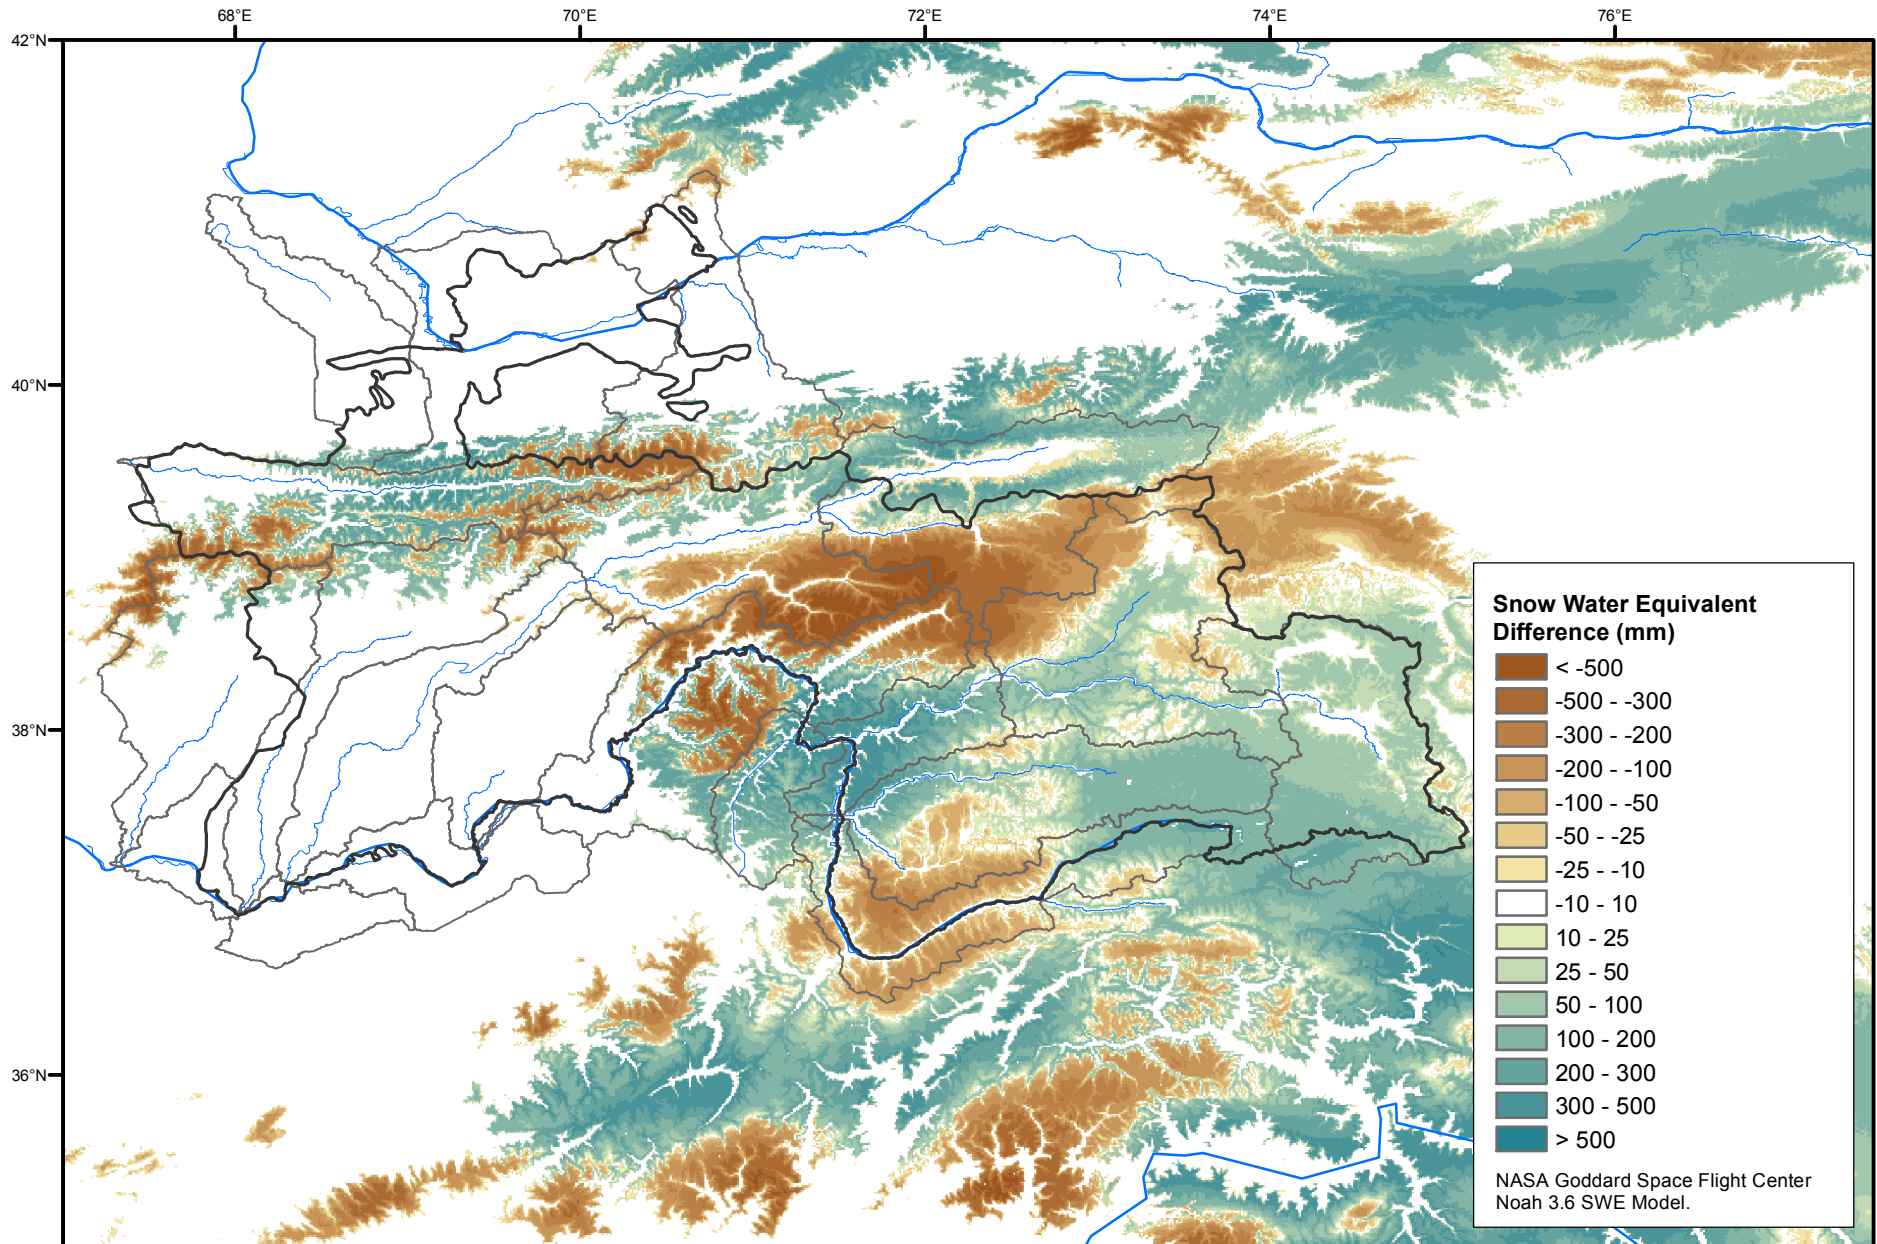 68°E
70°E
72°E
74°E
76°E
42°N
40°N
38°N
36°N
Snow Water Equivalent
Difference (mm)
< -500
-500 - -300
-300 - -200
-200 - -100
-100 - -50
-50 - -25
-25 - -10
-10 - 10
10 - 25
25 - 50
50 - 100
100 - 200
200 - 300
300 - 500
> 500
NASA Goddard Space Flight Center
Noah 3.6 SWE Model.